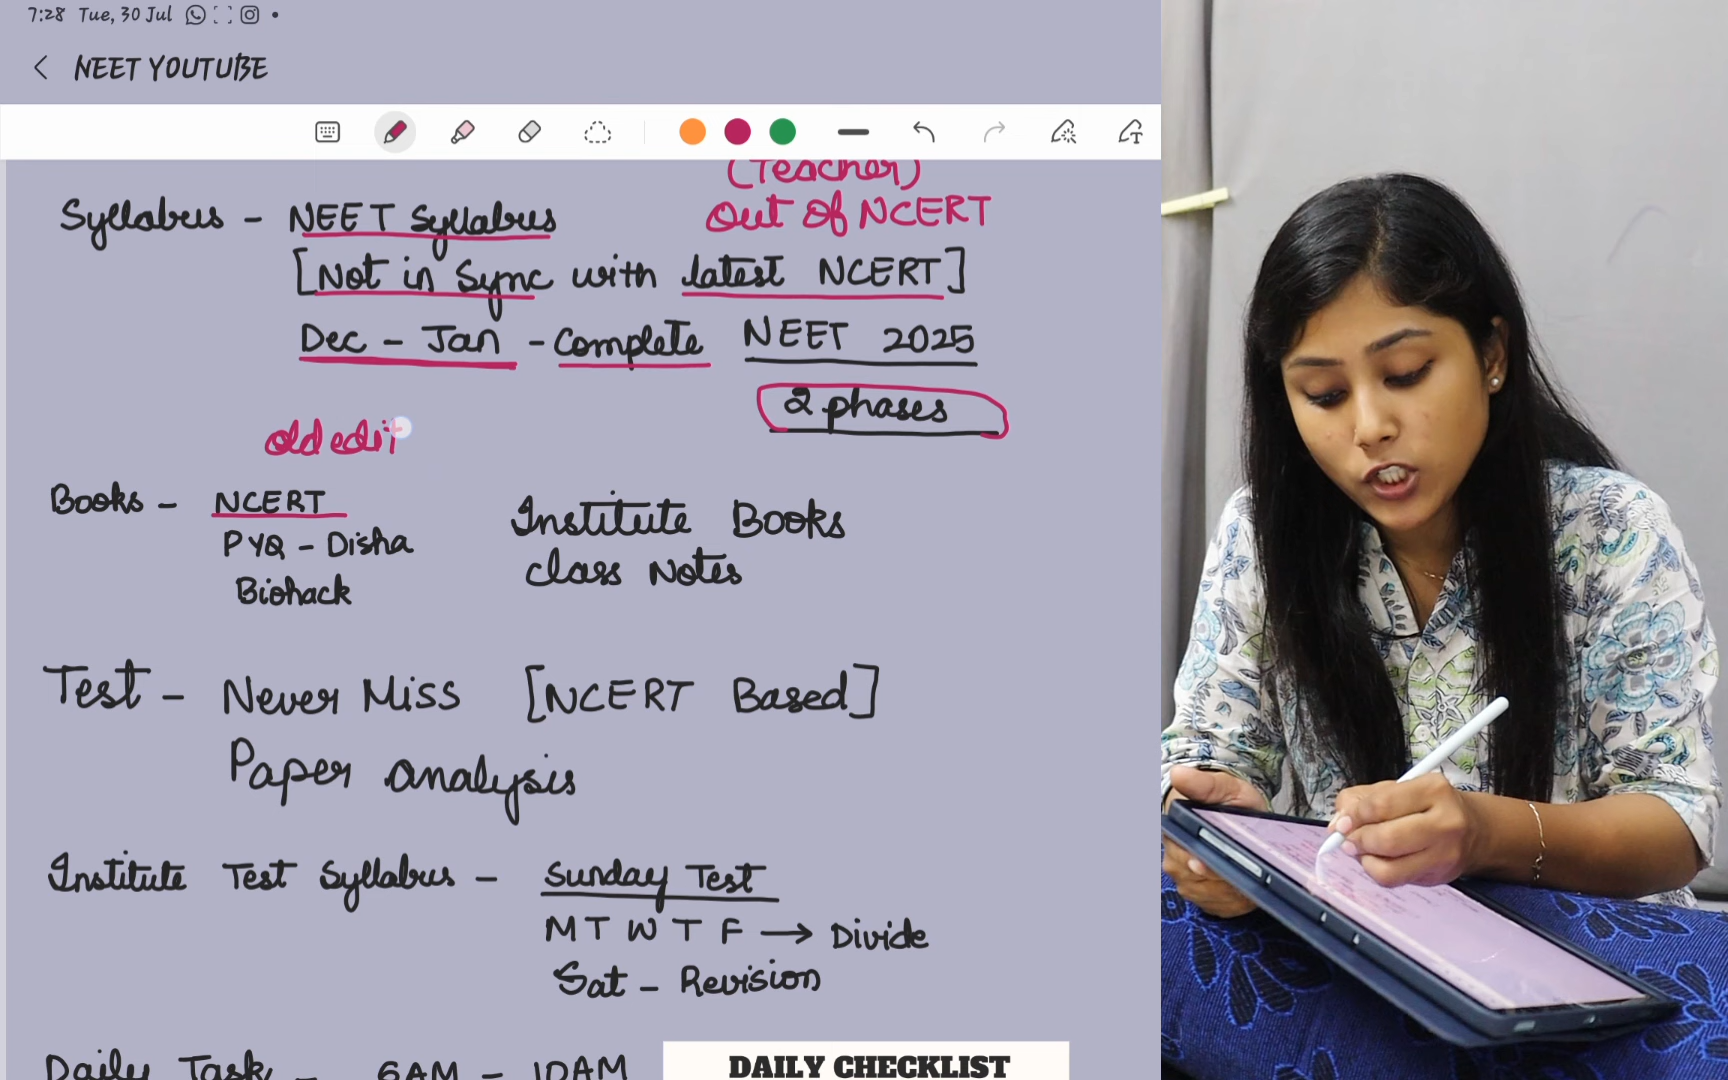 7:28 Tue, 30 Jul
NEET YOUTUBE
(Teacher)
Out of NCERT
Syllabus - NEET Syllabus
[Not in Sync with latest NCERT]
Dec - Jan - Complete NEET 2025
2 phases
old edit
Books - NCERT
PYQ - Disha
Biohack
Institute Books
Class Notes
Test - Never Miss [NCERT Based]
Paper analysis
Institute Test Syllabus - Sunday Test
M T W T F → Divide
Sat - Revision
Daily Task - 6AM - 10AM
DAILY CHECKLIST